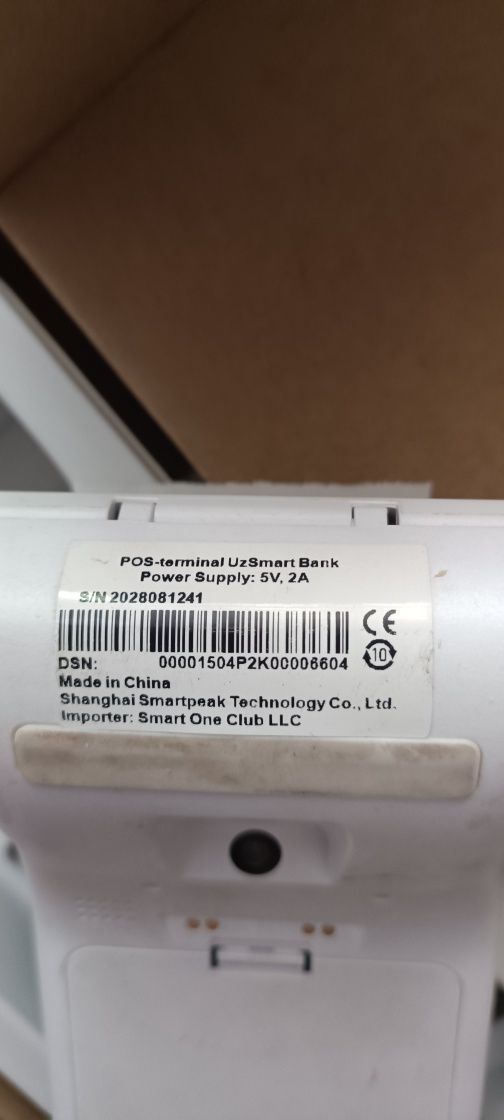 POS-terminal UzSmart Bank
Power Supply: 5V, 2A
S/N 2028081241
CE
10
DSN: 00001504P2K00006604
Made in China
Shanghai Smartpeak Technology Co., Ltd.
Importer: Smart One Club LLC